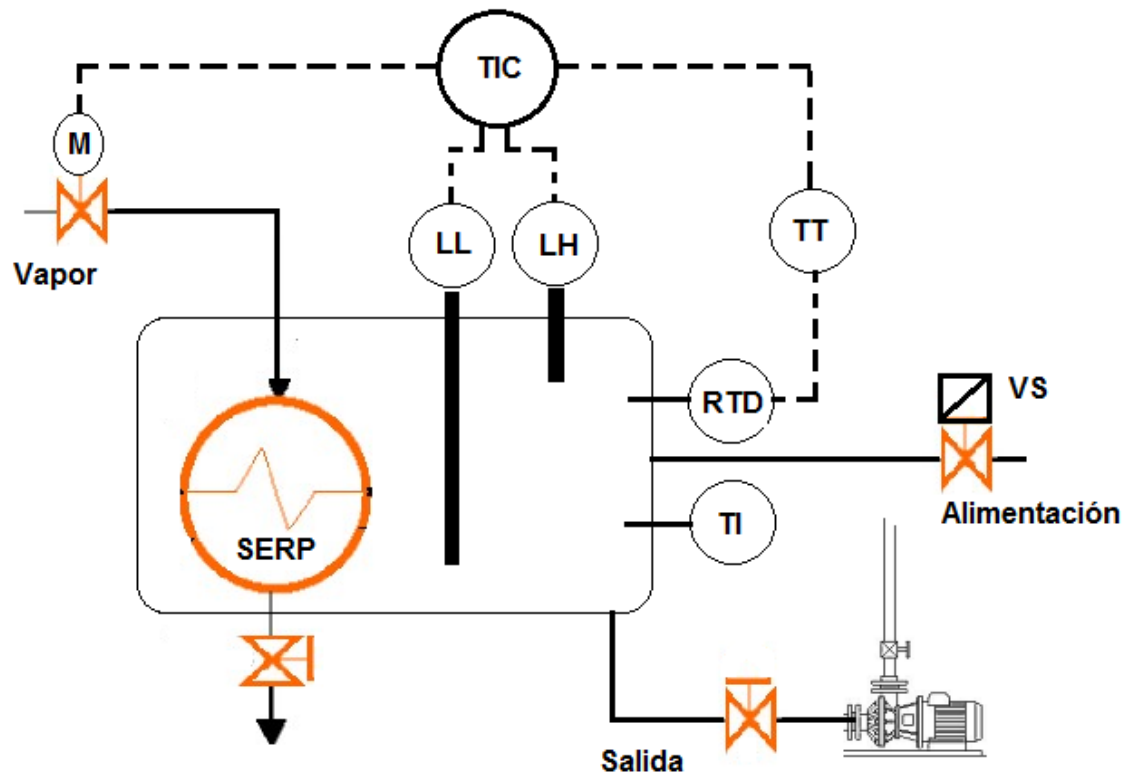 TIC
M
LL
LH
TT
Vapor
RTD
VS
TI
Alimentación
SERP
Salida